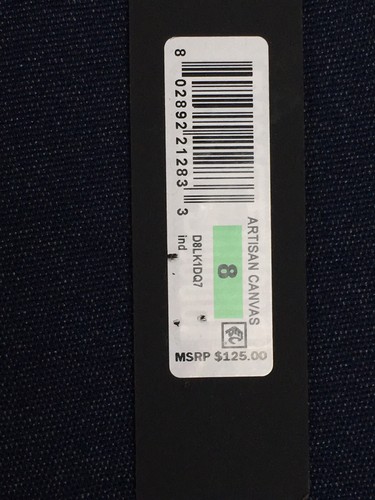 8 02892 21283 3
ARTISAN CANVAS
8
D8LK1DQ7
ind
MSRP $125.00